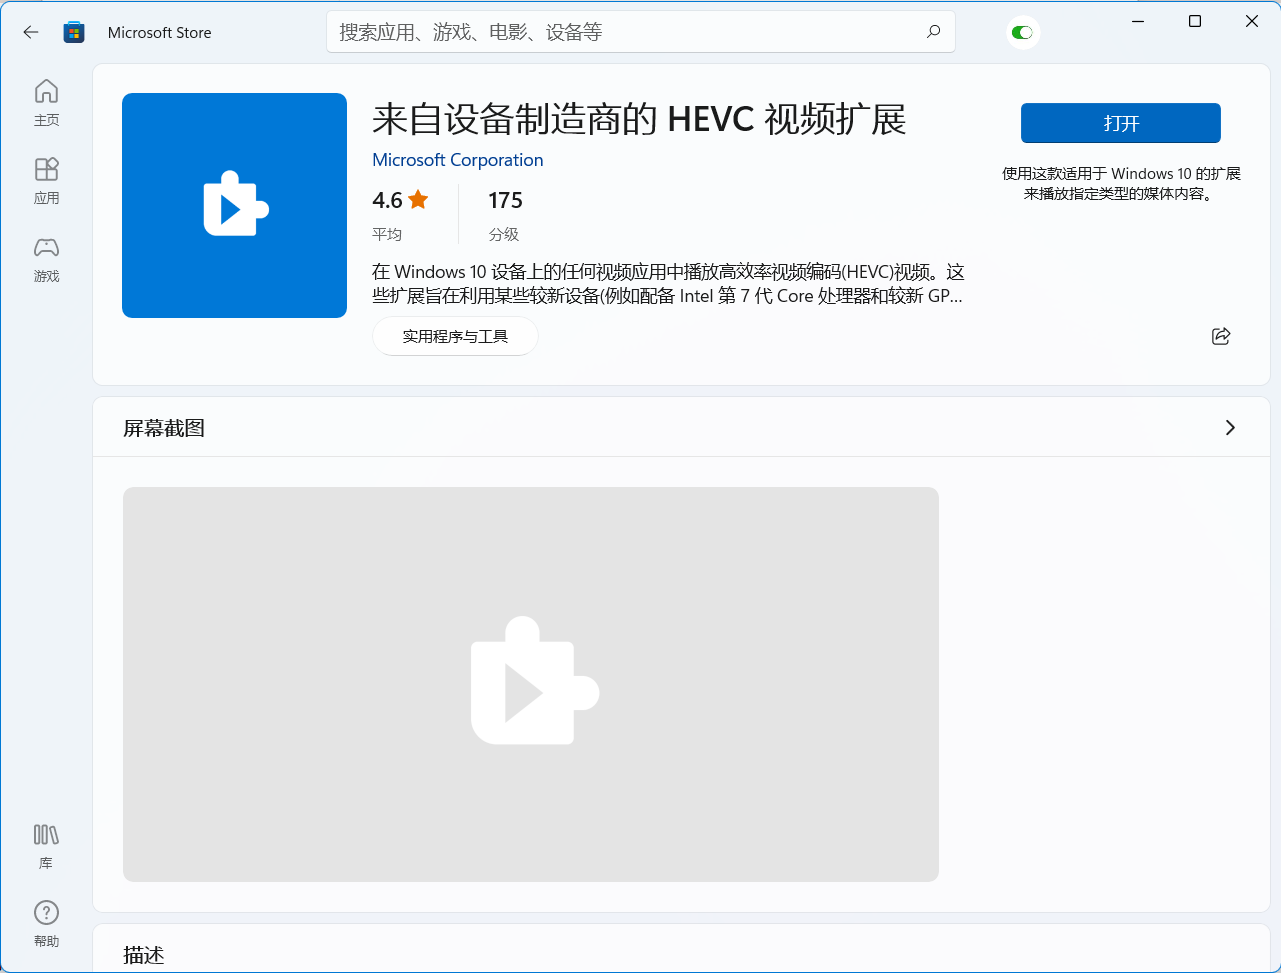 Microsoft Store
搜索应用、游戏、电影、设备等
主页
应用
游戏
库
帮助
来自设备制造商的 HEVC 视频扩展
Microsoft Corporation
4.6
平均
175
分级
在 Windows 10 设备上的任何视频应用中播放高效率视频编码(HEVC)视频。这
些扩展旨在利用某些较新设备(例如配备 Intel 第 7 代 Core 处理器和较新 GP...
实用程序与工具
打开
使用这款适用于 Windows 10 的扩展
来播放指定类型的媒体内容。
屏幕截图
描述